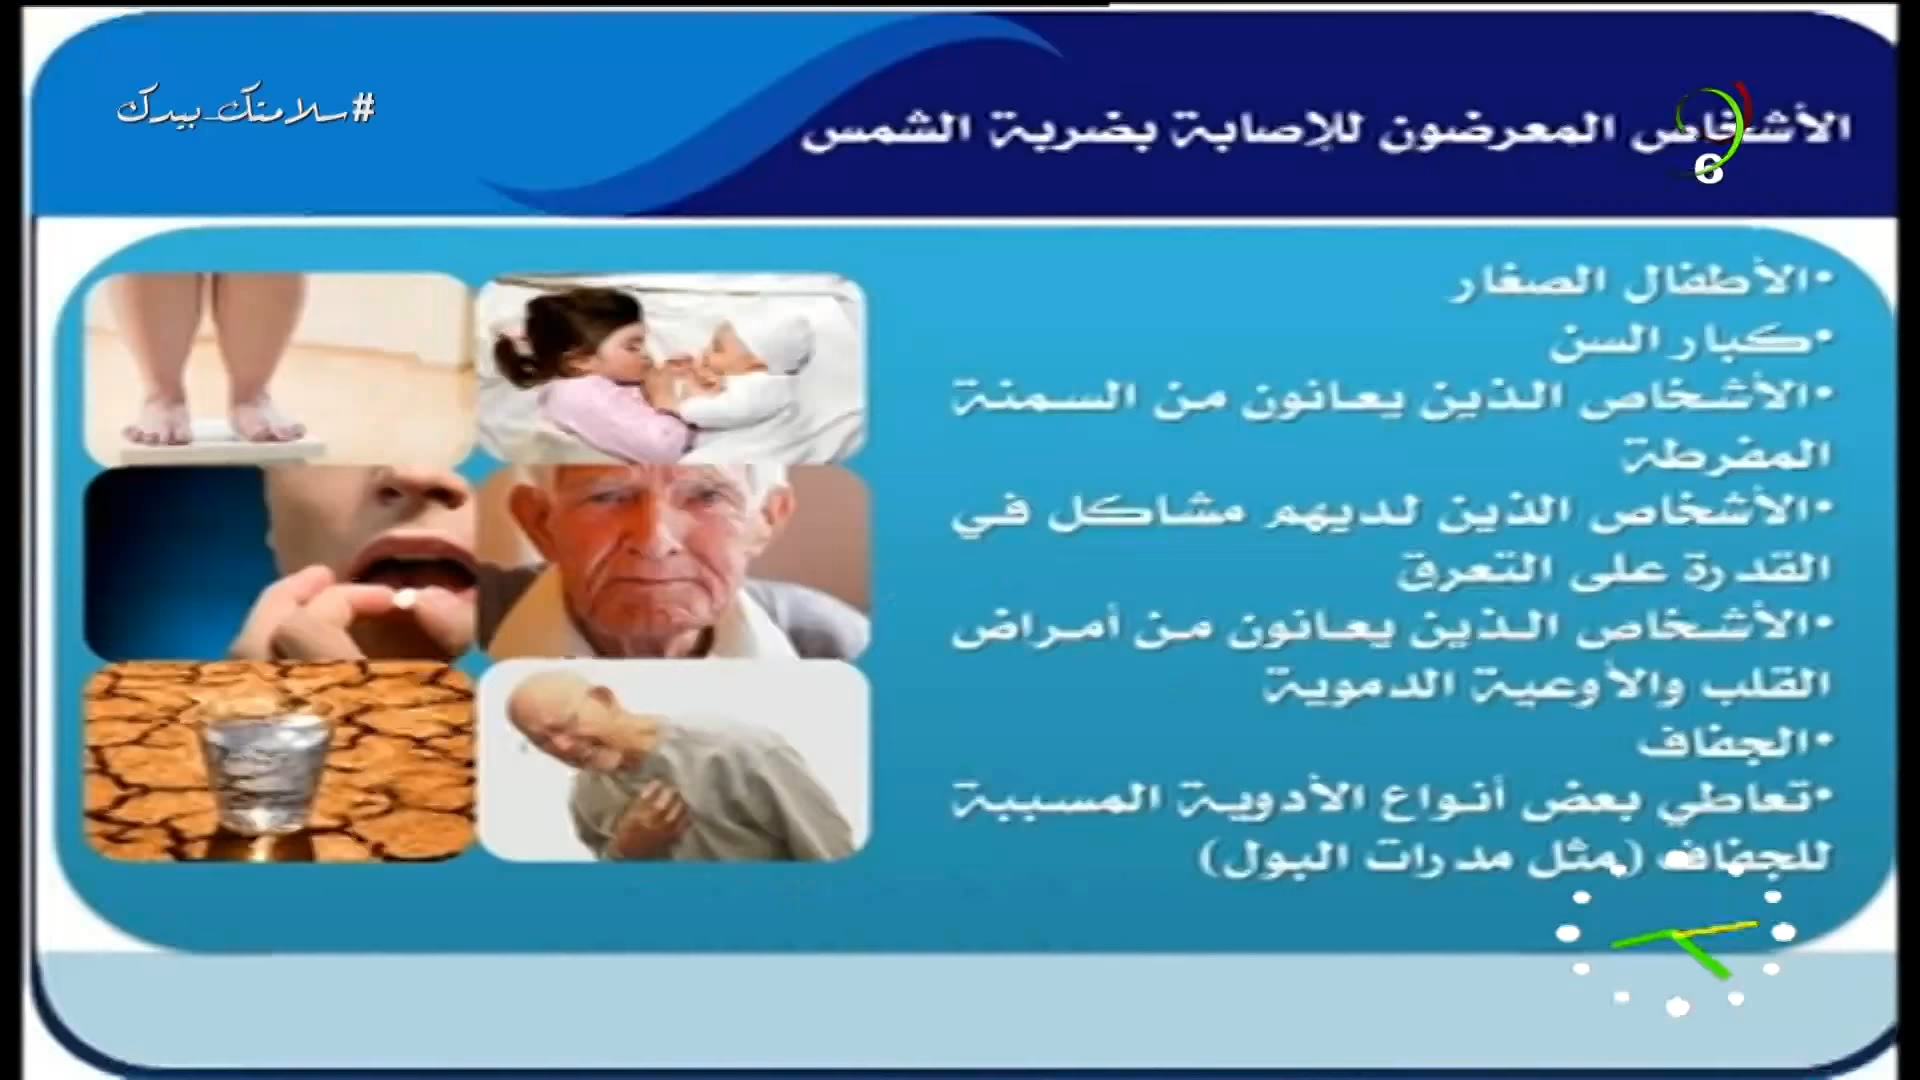 #سلامتك_بيدك
الأشخاص المعرضون للإصابة بضربة الشمس
6
•الأطفال الصغار
•كبار السن
•الأشخاص الذين يعانون من السمنة
المفرطة
•الأشخاص الذين لديهم مشاكل في
القدرة على التعرق
•الأشخاص الذين يعانون من أمراض
القلب والأوعية الدموية
•الجفاف
•تعاطي بعض أنواع الأدوية المسببة
للجفاف (مثل مدرات البول)